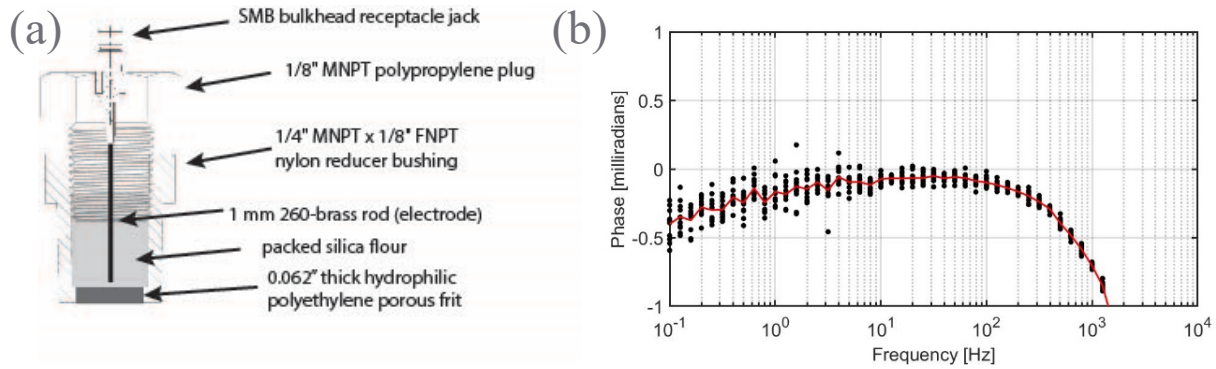 (a)
SMB bulkhead receptacle jack
1/8" MNPT polypropylene plug
1/4" MNPT x 1/8" FNPT
nylon reducer bushing
1 mm 260-brass rod (electrode)
packed silica flour
0.062" thick hydrophilic
polyethylene porous frit
(b)
Phase [milliradians]
1
0.5
0
-0.5
-1
10^-1
10^0
10^1
10^2
10^3
10^4
Frequency [Hz]